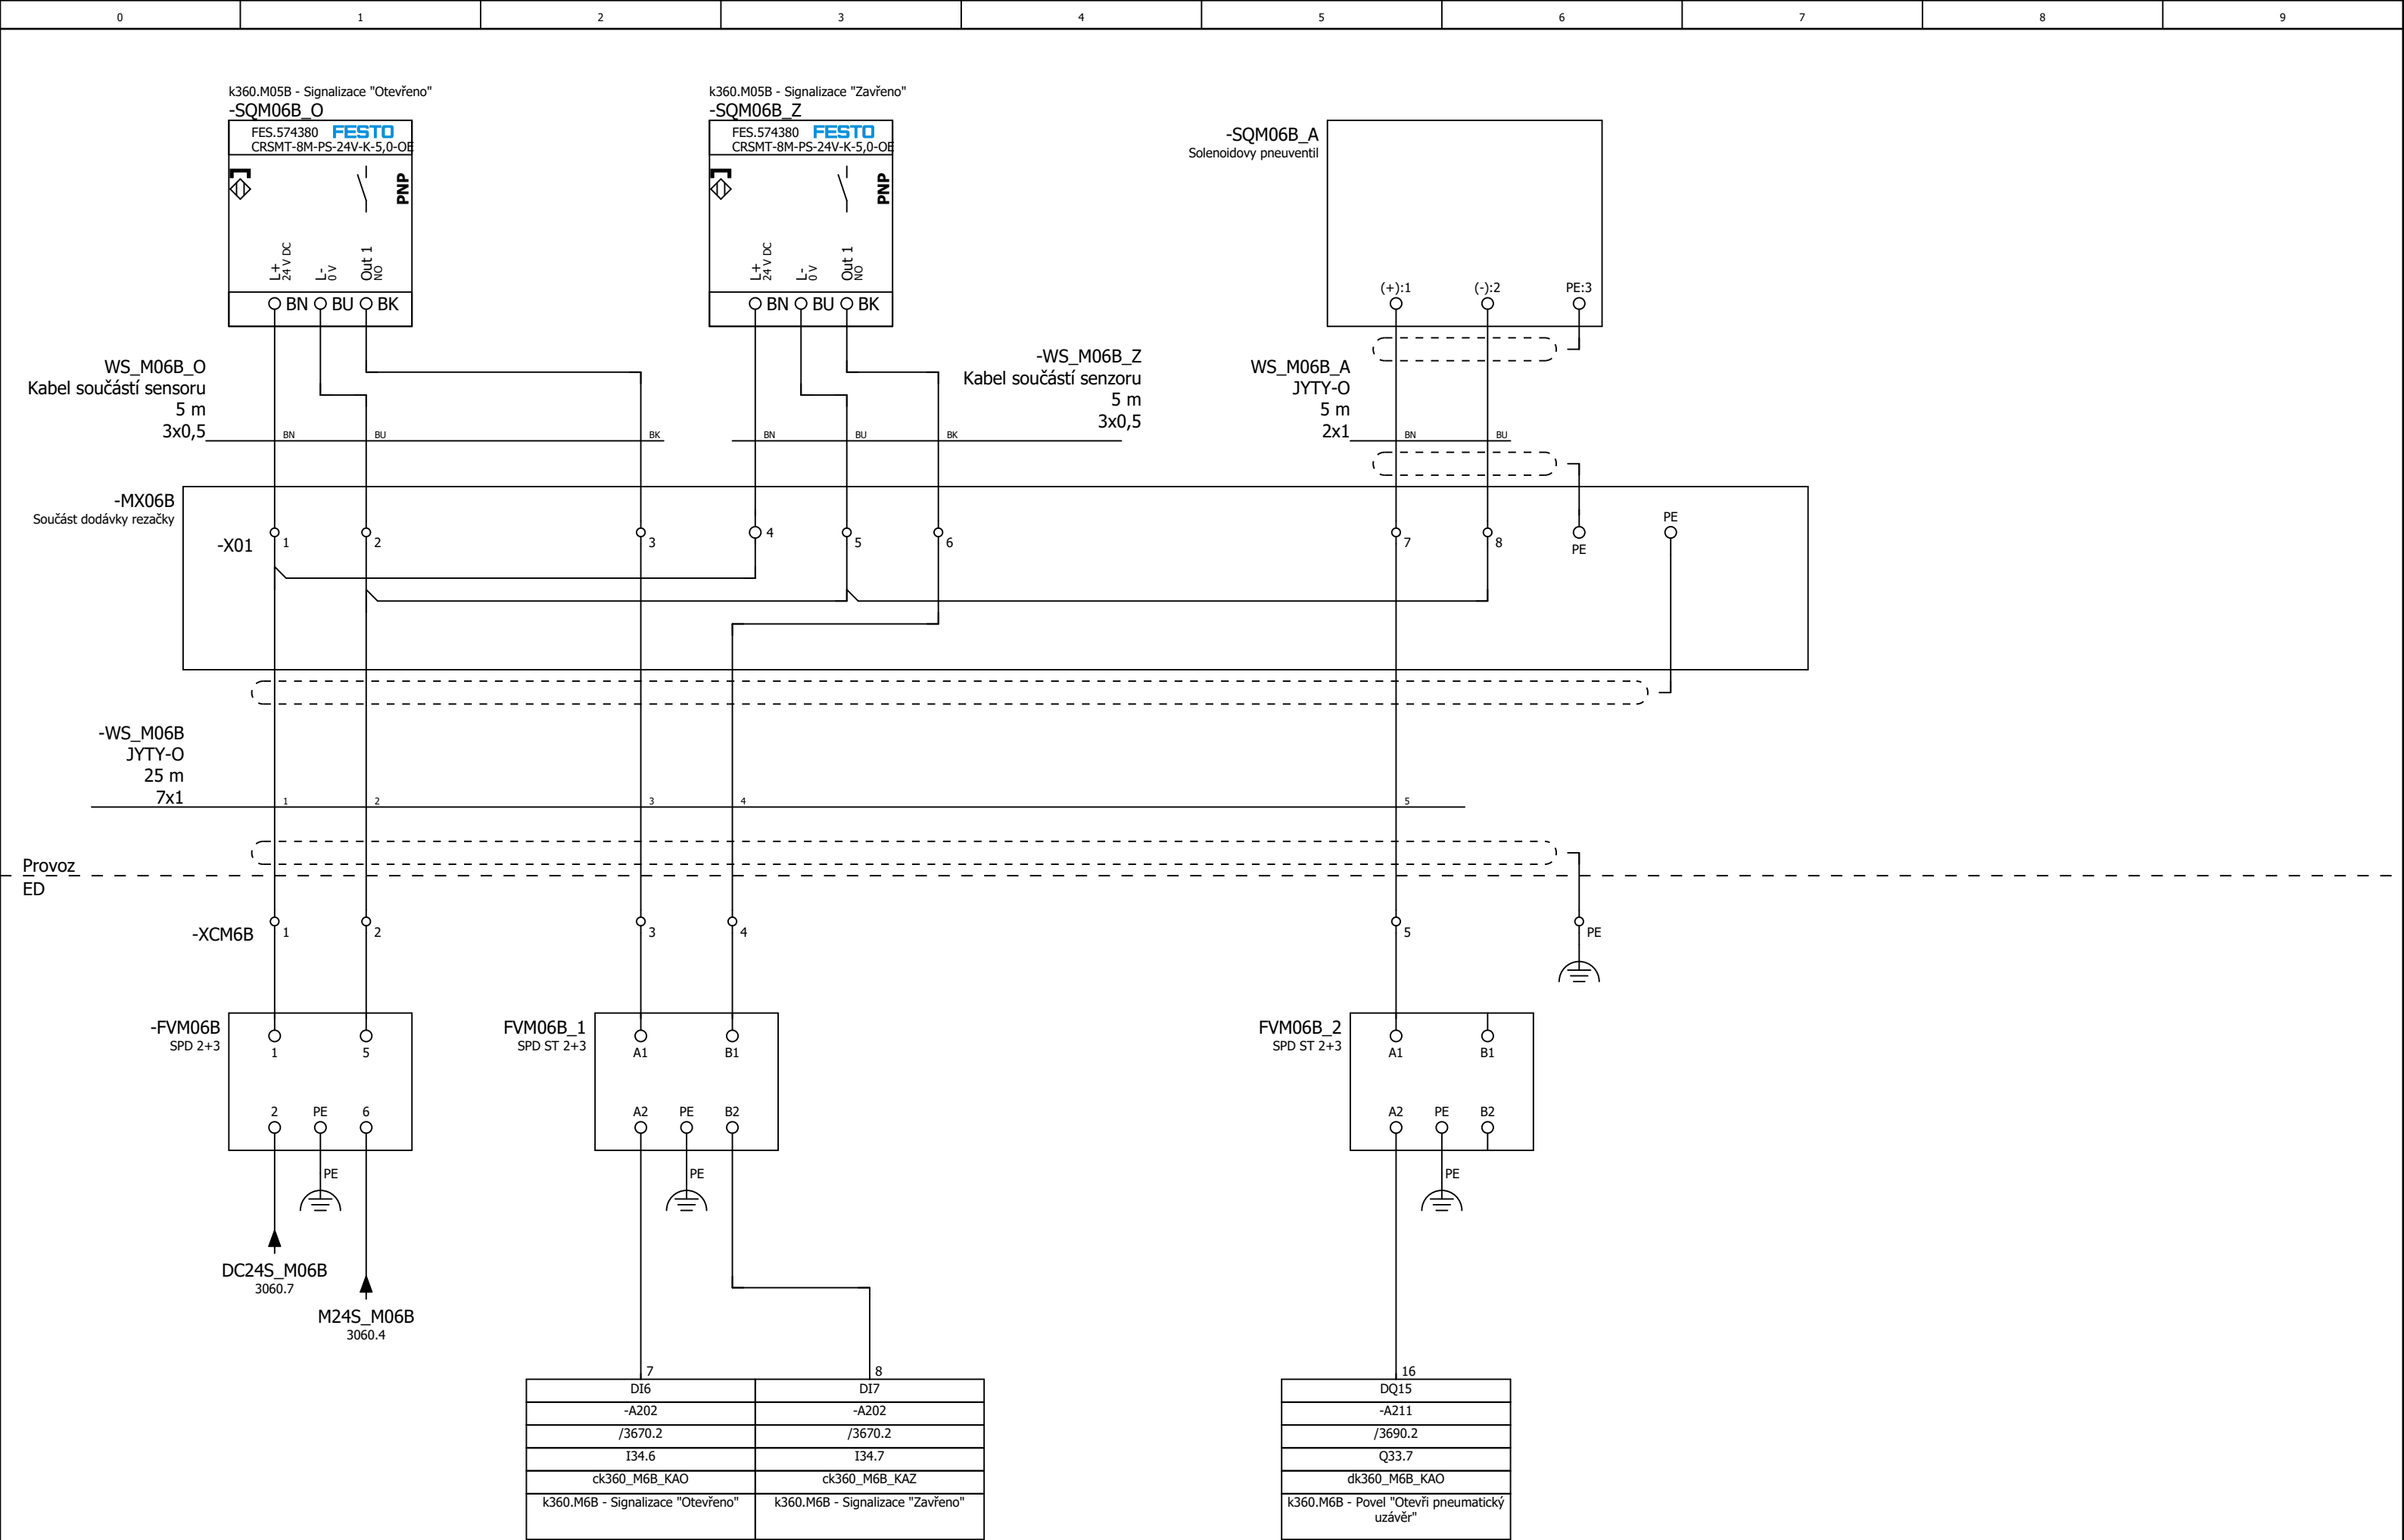 0 1 2 3 4 5 6 7 8 9
k360.M05B - Signalizace "Otevřeno"
-SQM06B_O
FES.574380 FESTO
CRSMT-8M-PS-24V-K-5,0-OE
PNP
L+
24 V DC
L-
0 V
Out 1
NO
BN BU BK
k360.M05B - Signalizace "Zavřeno"
-SQM06B_Z
FES.574380 FESTO
CRSMT-8M-PS-24V-K-5,0-OE
PNP
L+
24 V DC
L-
0 V
Out 1
NO
BN BU BK
-SQM06B_A
Solenoidovy pneuventil
(+):1 (-):2 PE:3
WS_M06B_O
Kabel součástí sensoru
5 m
3x0,5
BN BU BK
-WS_M06B_Z
Kabel součástí senzoru
5 m
3x0,5
BN BU BK
WS_M06B_A
JYTY-O
5 m
2x1
BN BU
-MX06B
Součást dodávky rezačky
-X01
1 2 3 4 5 6 7 8 PE PE
-WS_M06B
JYTY-O
25 m
7x1
1 2 3 4 5
Provoz
ED
-XCM6B
1 2 3 4 5 PE
-FVM06B
SPD 2+3
1 5
2 PE 6
PE
FVM06B_1
SPD ST 2+3
A1 B1
A2 PE B2
PE
FVM06B_2
SPD ST 2+3
A1 B1
A2 PE B2
PE
DC24S_M06B
3060.7
M24S_M06B
3060.4
7 8 16
DI6 DI7 DQ15
-A202 -A202 -A211
/3670.2 /3670.2 /3690.2
I34.6 I34.7 Q33.7
ck360_M6B_KAO ck360_M6B_KAZ dk360_M6B_KAO
k360.M6B - Signalizace "Otevřeno" k360.M6B - Signalizace "Zavřeno" k360.M6B - Povel "Otevři pneumatický
uzávěr"